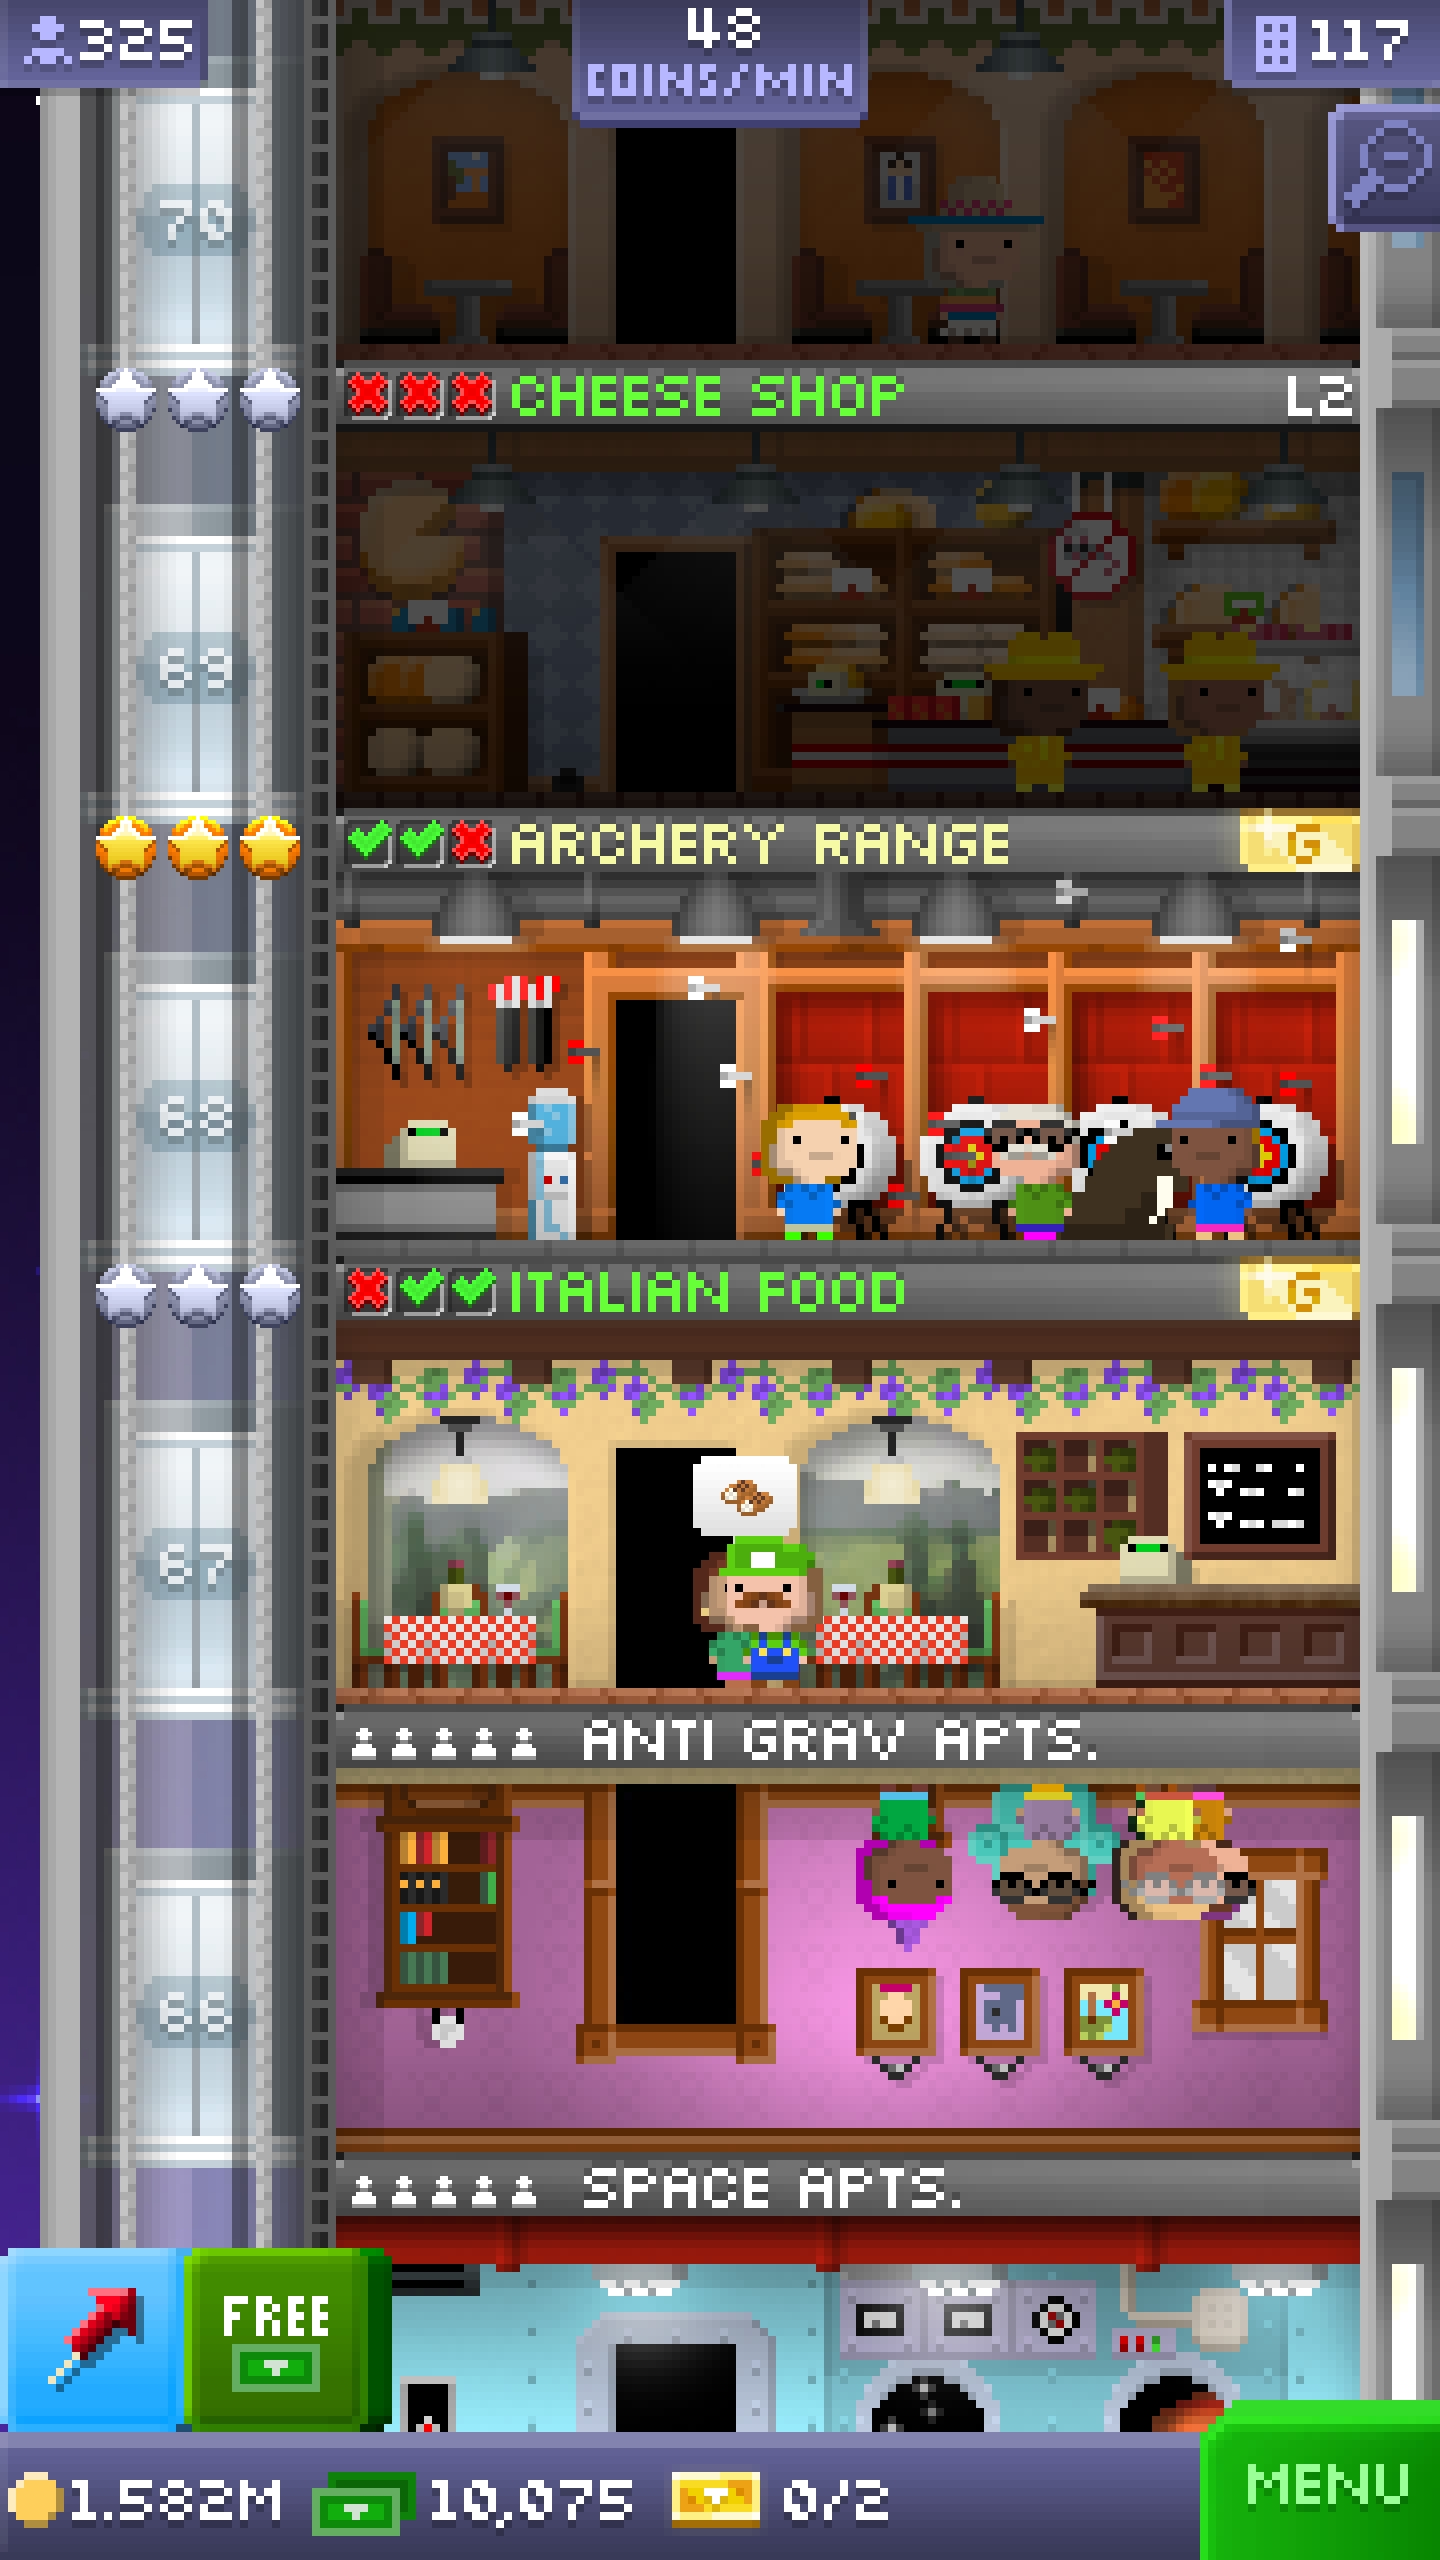 325
48
COINS/MIN
117
70
CHEESE SHOP
L2
69
ARCHERY RANGE
G
68
ITALIAN FOOD
G
67
ANTI GRAV APTS.
66
SPACE APTS.
FREE
1.582M
10,075
0/2
MENU